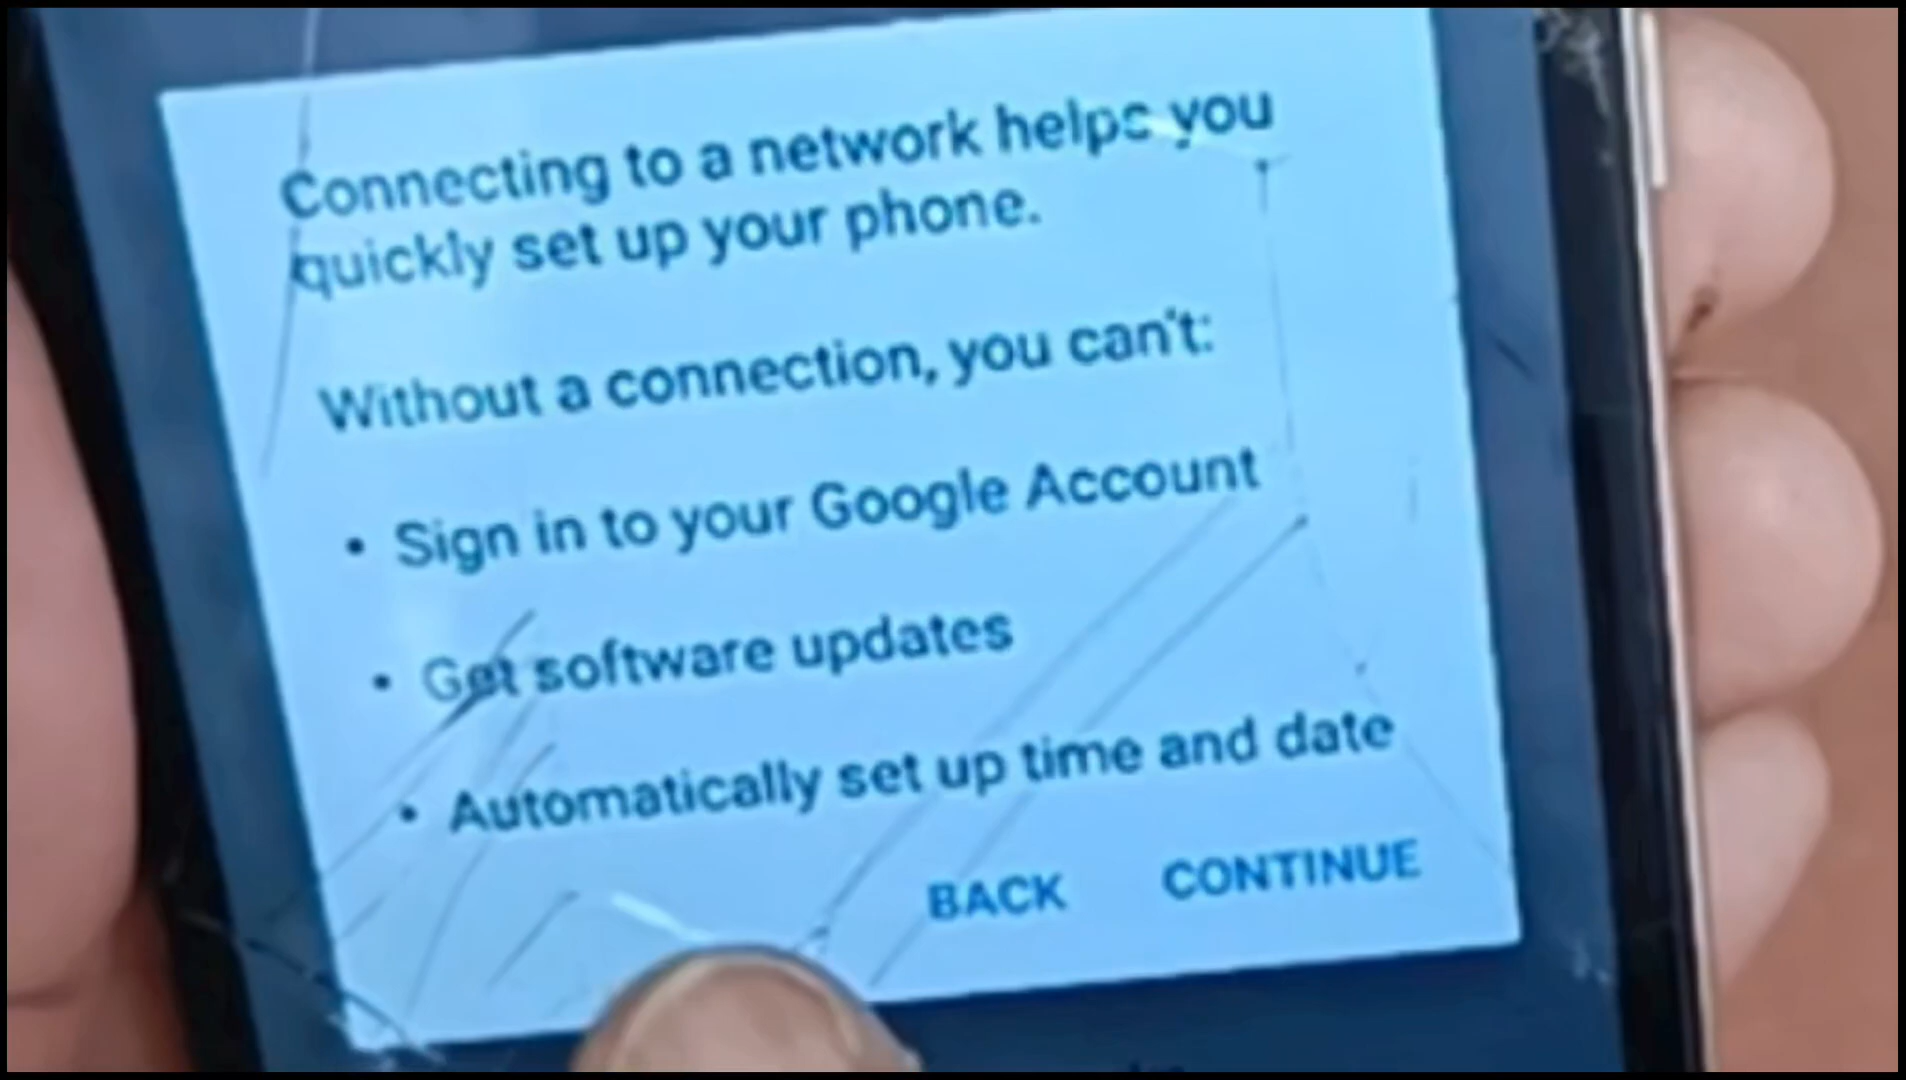 Connecting to a network helps you
quickly set up your phone.
Without a connection, you can't:
• Sign in to your Google Account
• Get software updates
• Automatically set up time and date
BACK CONTINUE